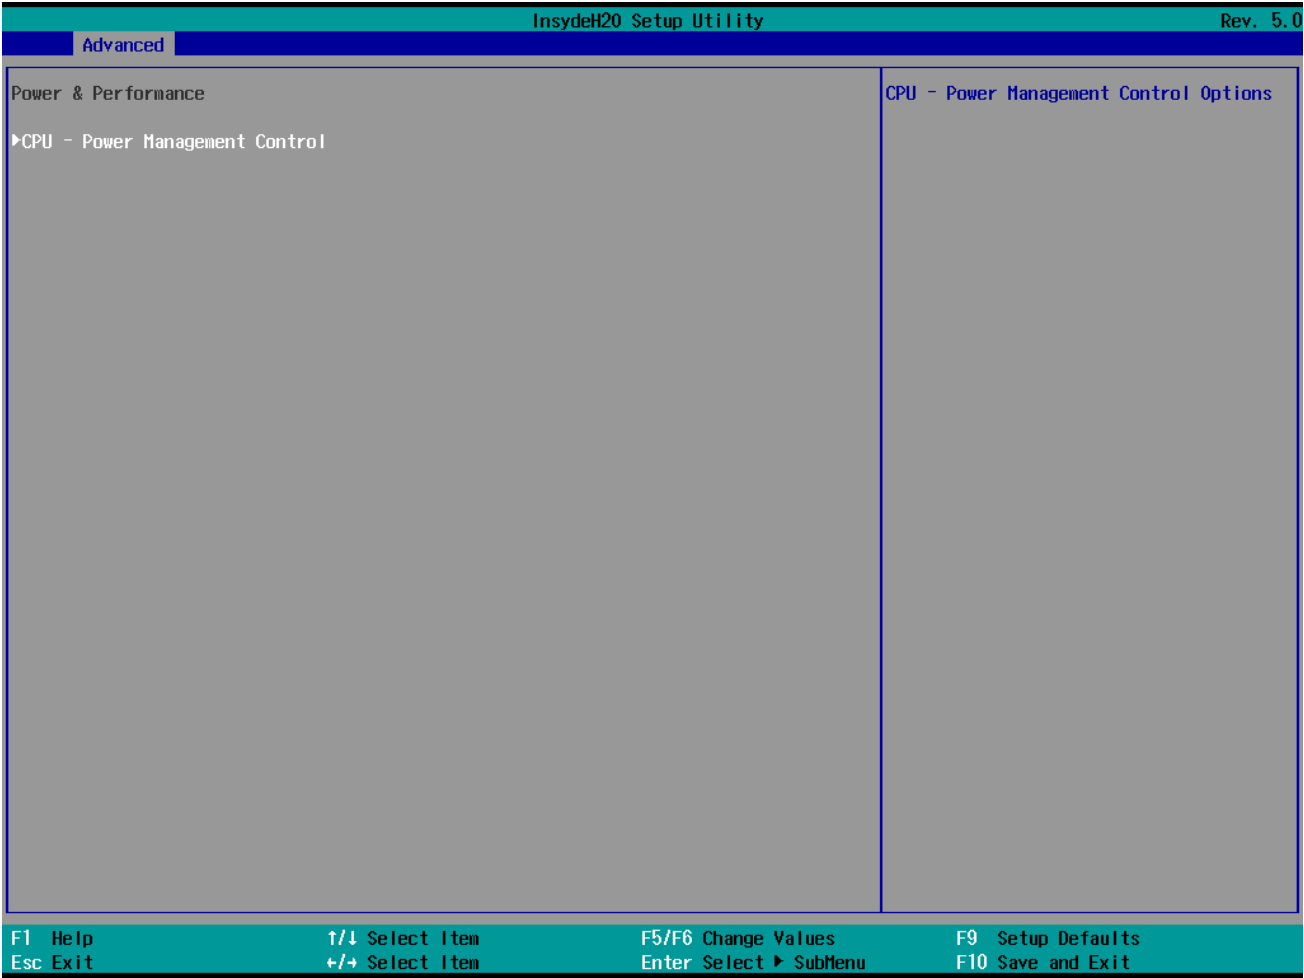 InsydeH20 Setup Utility Rev. 5.0
Advanced
Power & Performance
▶CPU - Power Management Control
CPU - Power Management Control Options
F1 Help ↑/↓ Select Item F5/F6 Change Values F9 Setup Defaults
Esc Exit ←/→ Select Item Enter Select ▶ SubMenu F10 Save and Exit